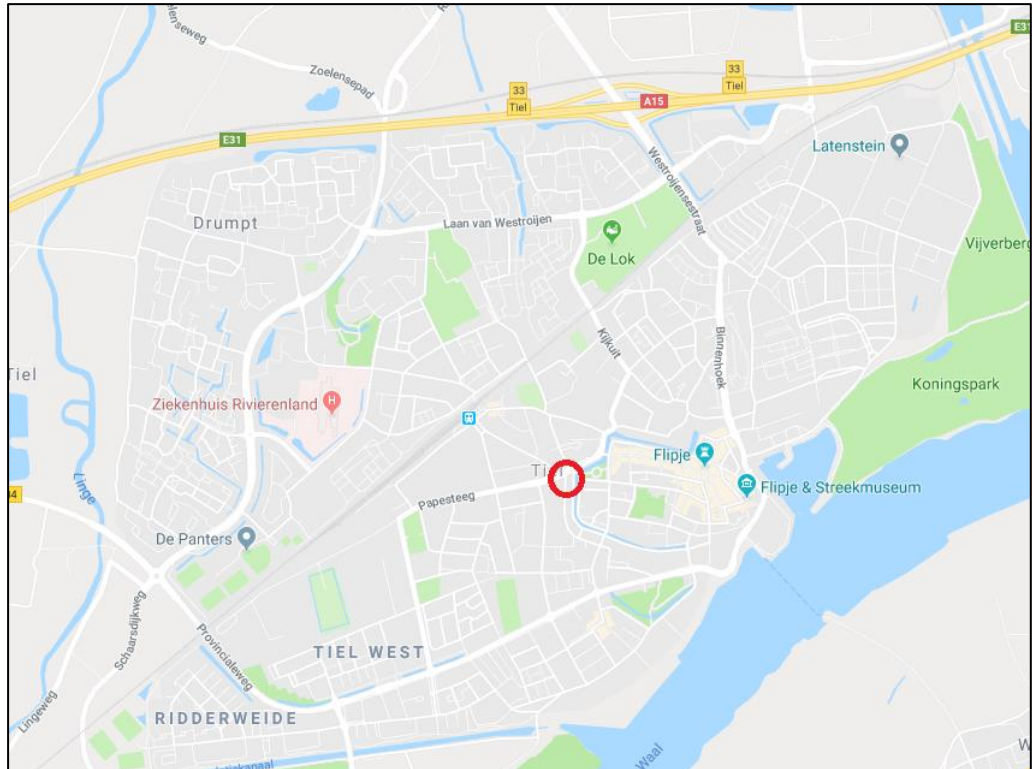 Zoelensepad
33
Tiel
33
Tiel
A15
E31
E31
Latenstein
Westroijensestraat
Drumpt
Laan van Westroijen
De Lok
Kijkuit
Binnenhoek
Koningspark
Tiel
Linge
Ziekenhuis Rivierenland
H
Flipje
Flipje & Streekmuseum
Papesteeg
De Panters
Schaarsdijkweg
Provincialeweg
TIEL WEST
Lingeweg
RIDDERWEIDE
Waal